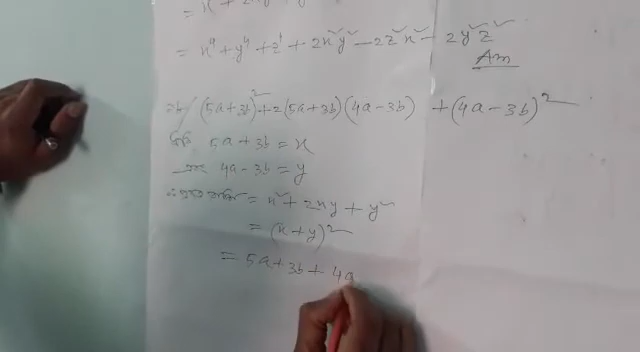 = x⁴ + y⁴ + z⁴ + 2x²y² − 2z²x² − 2y²z²
Am
(5a+3b)² + 2(5a+3b)(4a−3b) + (4a−3b)²
5a + 3b = x
4a − 3b = y
= x² + 2xy + y²
= (x+y)²
= 5a + 3b + 4a